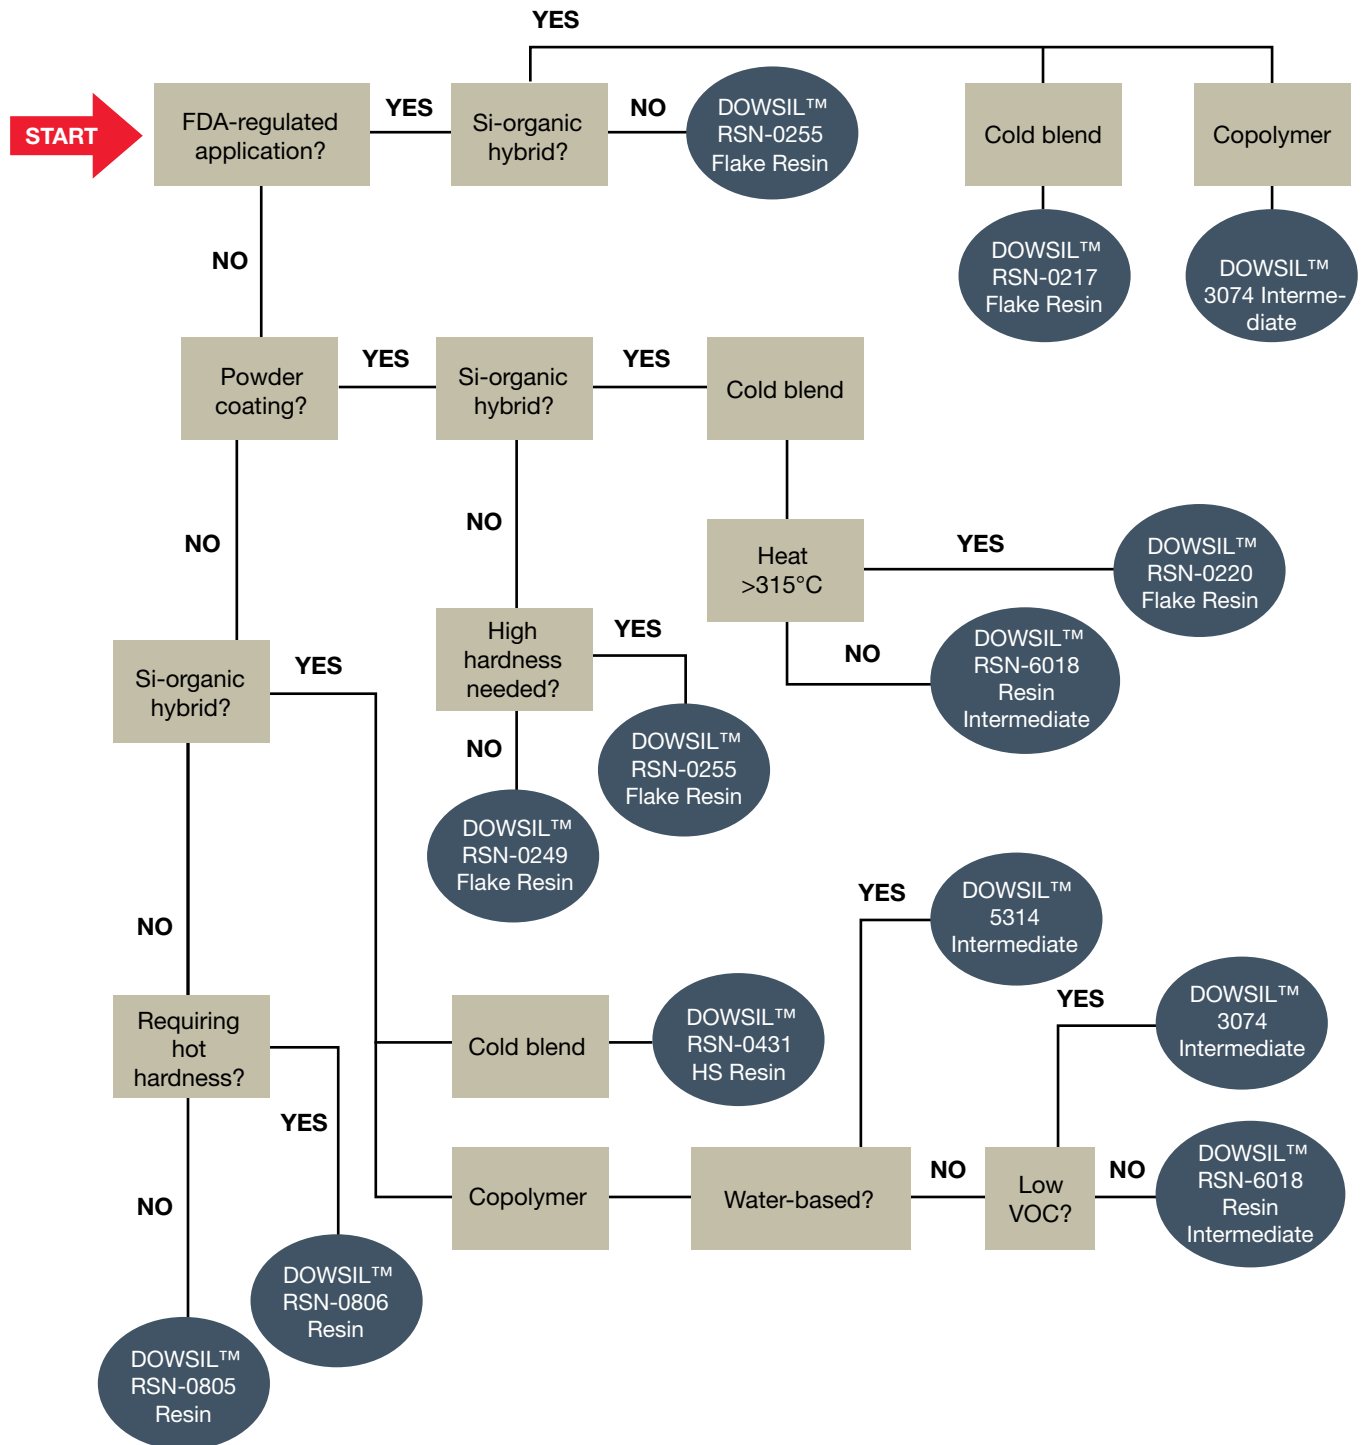 YES
START
FDA-regulated
application?
YES
Si-organic
hybrid?
NO
DOWSIL™
RSN-0255
Flake Resin
Cold blend
Copolymer
NO
DOWSIL™
RSN-0217
Flake Resin
DOWSIL™
3074 Interme-
diate
Powder
coating?
YES
Si-organic
hybrid?
YES
Cold blend
NO
NO
Heat
>315°C
YES
DOWSIL™
RSN-0220
Flake Resin
NO
DOWSIL™
RSN-6018
Resin
Intermediate
High
hardness
needed?
YES
Si-organic
hybrid?
YES
NO
DOWSIL™
RSN-0255
Flake Resin
DOWSIL™
RSN-0249
Flake Resin
NO
YES
DOWSIL™
5314
Intermediate
YES
DOWSIL™
3074
Intermediate
Requiring
hot
hardness?
Cold blend
DOWSIL™
RSN-0431
HS Resin
YES
NO
Copolymer
Water-based?
NO
Low
VOC?
NO
DOWSIL™
RSN-6018
Resin
Intermediate
DOWSIL™
RSN-0806
Resin
DOWSIL™
RSN-0805
Resin